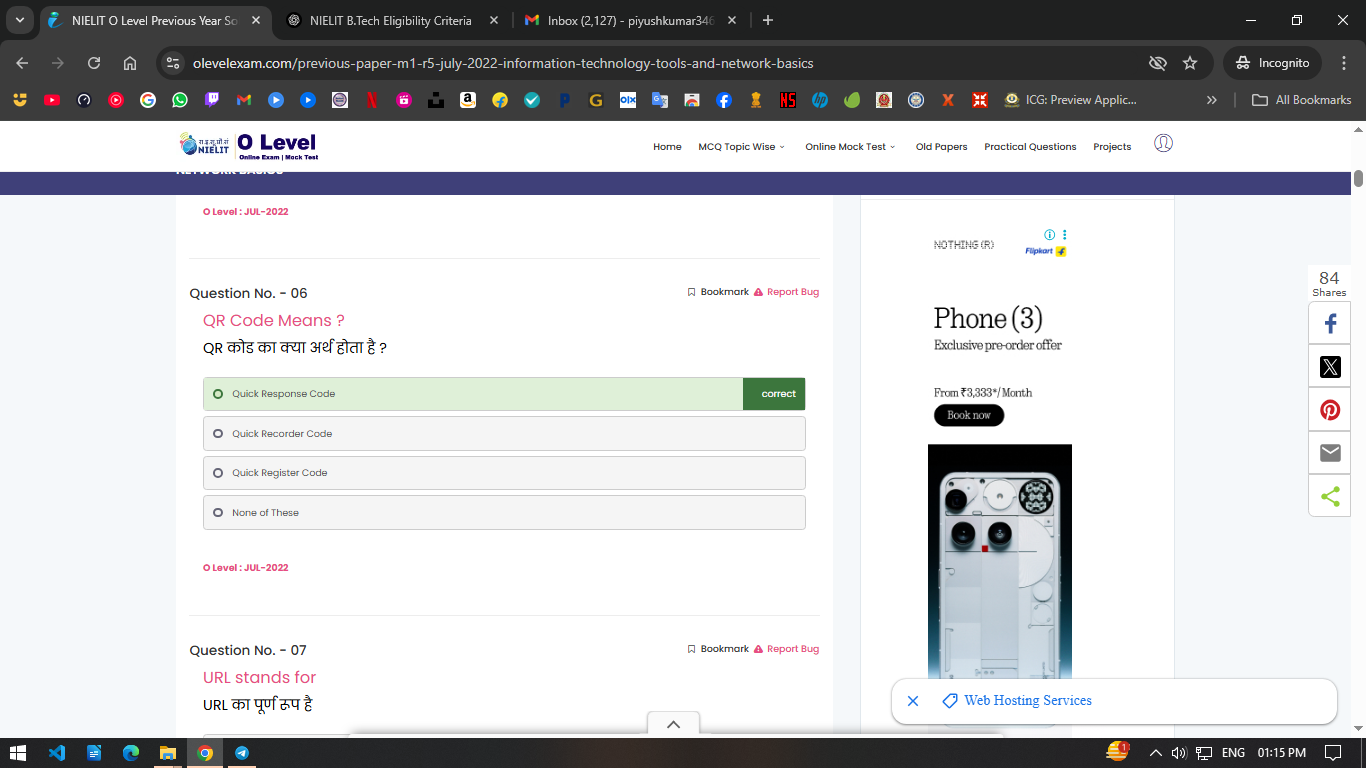 NIELIT O Level Previous Year So
NIELIT B.Tech Eligibility Criteria
Inbox (2,127) - piyushkumar346
olevelexam.com/previous-paper-m1-r5-july-2022-information-technology-tools-and-network-basics
Incognito
ICG: Preview Applic...
All Bookmarks
NIELIT
O Level
Online Exam | Mock Test
Home
MCQ Topic Wise
Online Mock Test
Old Papers
Practical Questions
Projects
NETWORK BASICS
O Level : JUL-2022
Question No. - 06
Bookmark
Report Bug
QR Code Means ?
QR कोड का क्या अर्थ होता है ?
Quick Response Code
correct
Quick Recorder Code
Quick Register Code
None of These
O Level : JUL-2022
Question No. - 07
Bookmark
Report Bug
URL stands for
URL का पूर्ण रूप है
NOTHING (R)
Flipkart
Phone (3)
Exclusive pre-order offer
From ₹3,333*/Month
Book now
84
Shares
Web Hosting Services
1
ENG
01:15 PM